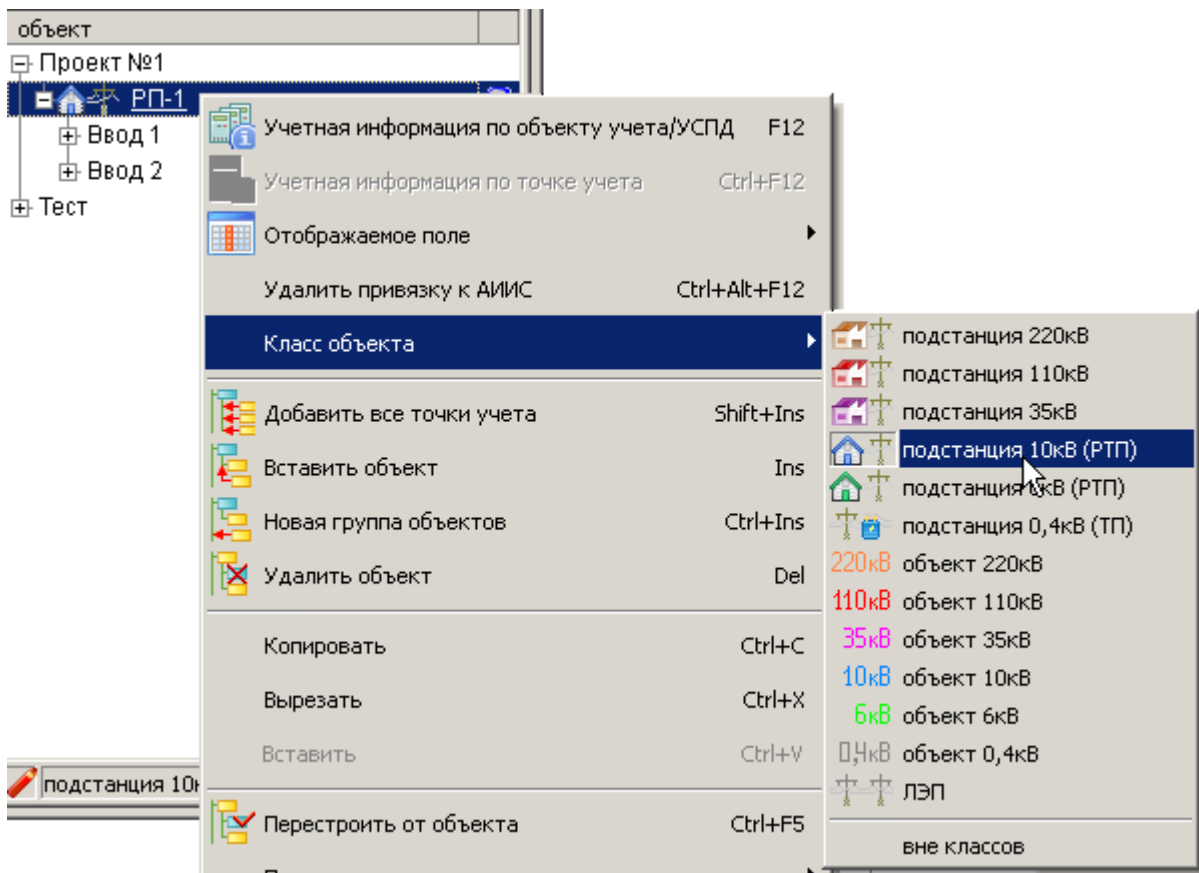 объект
Проект №1
РП-1
Ввод 1
Ввод 2
Тест
Учетная информация по объекту учета/УСПД F12
Учетная информация по точке учета Ctrl+F12
Отображаемое поле
Удалить привязку к АИИС Ctrl+Alt+F12
Класс объекта
Добавить все точки учета Shift+Ins
Вставить объект Ins
Новая группа объектов Ctrl+Ins
Удалить объект Del
Копировать Ctrl+C
Вырезать Ctrl+X
Вставить Ctrl+V
Перестроить от объекта Ctrl+F5
подстанция 220кВ
подстанция 110кВ
подстанция 35кВ
подстанция 10кВ (РТП)
подстанция 6кВ (РТП)
подстанция 0,4кВ (ТП)
220кВ объект 220кВ
110кВ объект 110кВ
35кВ объект 35кВ
10кВ объект 10кВ
6кВ объект 6кВ
0,4кВ объект 0,4кВ
ЛЭП
вне классов
подстанция 10